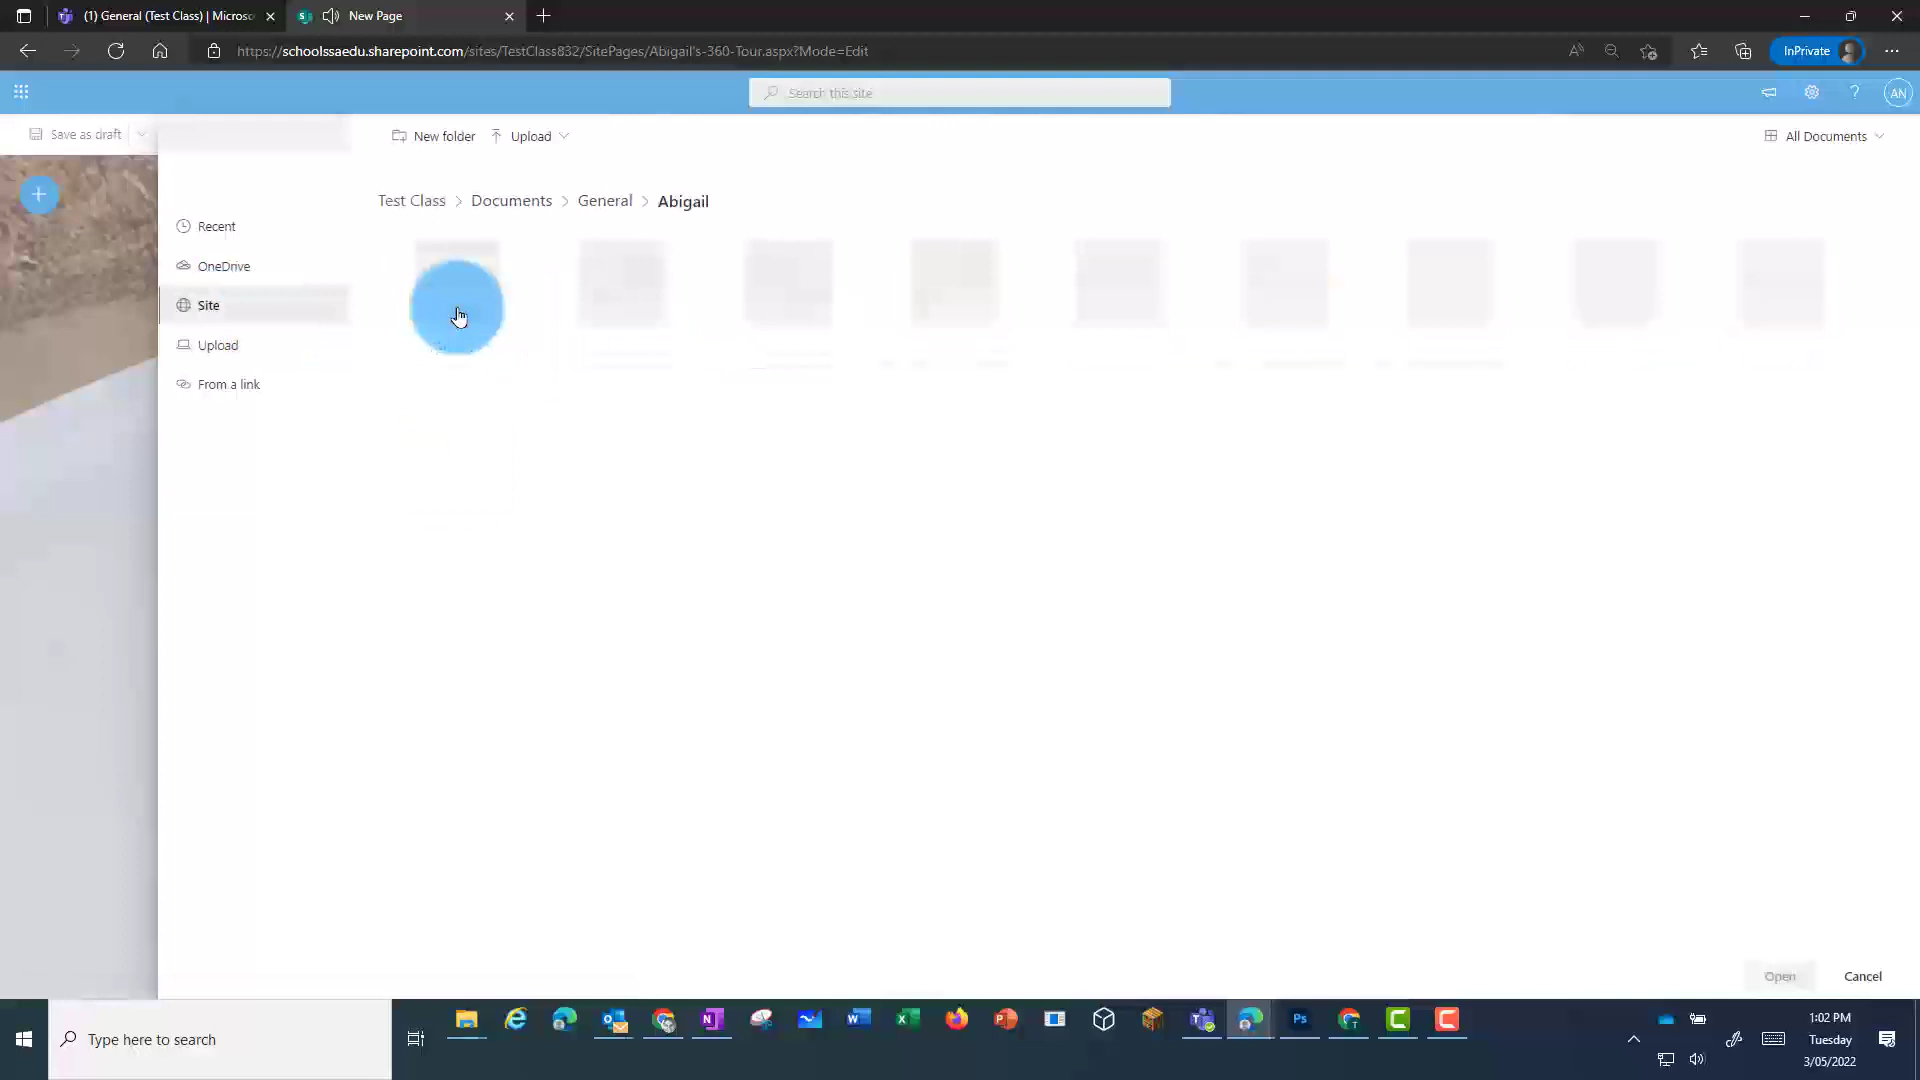 (1) General (Test Class) | Microso
New Page
https://schoolssaedu.sharepoint.com/sites/TestClass832/SitePages/Abigail's-360-Tour.aspx?Mode=Edit
InPrivate
Search this site
AN
Save as draft
New folder
Upload
All Documents
Test Class > Documents > General > Abigail
Recent
OneDrive
Site
Upload
From a link
Open
Cancel
Type here to search
1:02 PM
Tuesday
3/05/2022